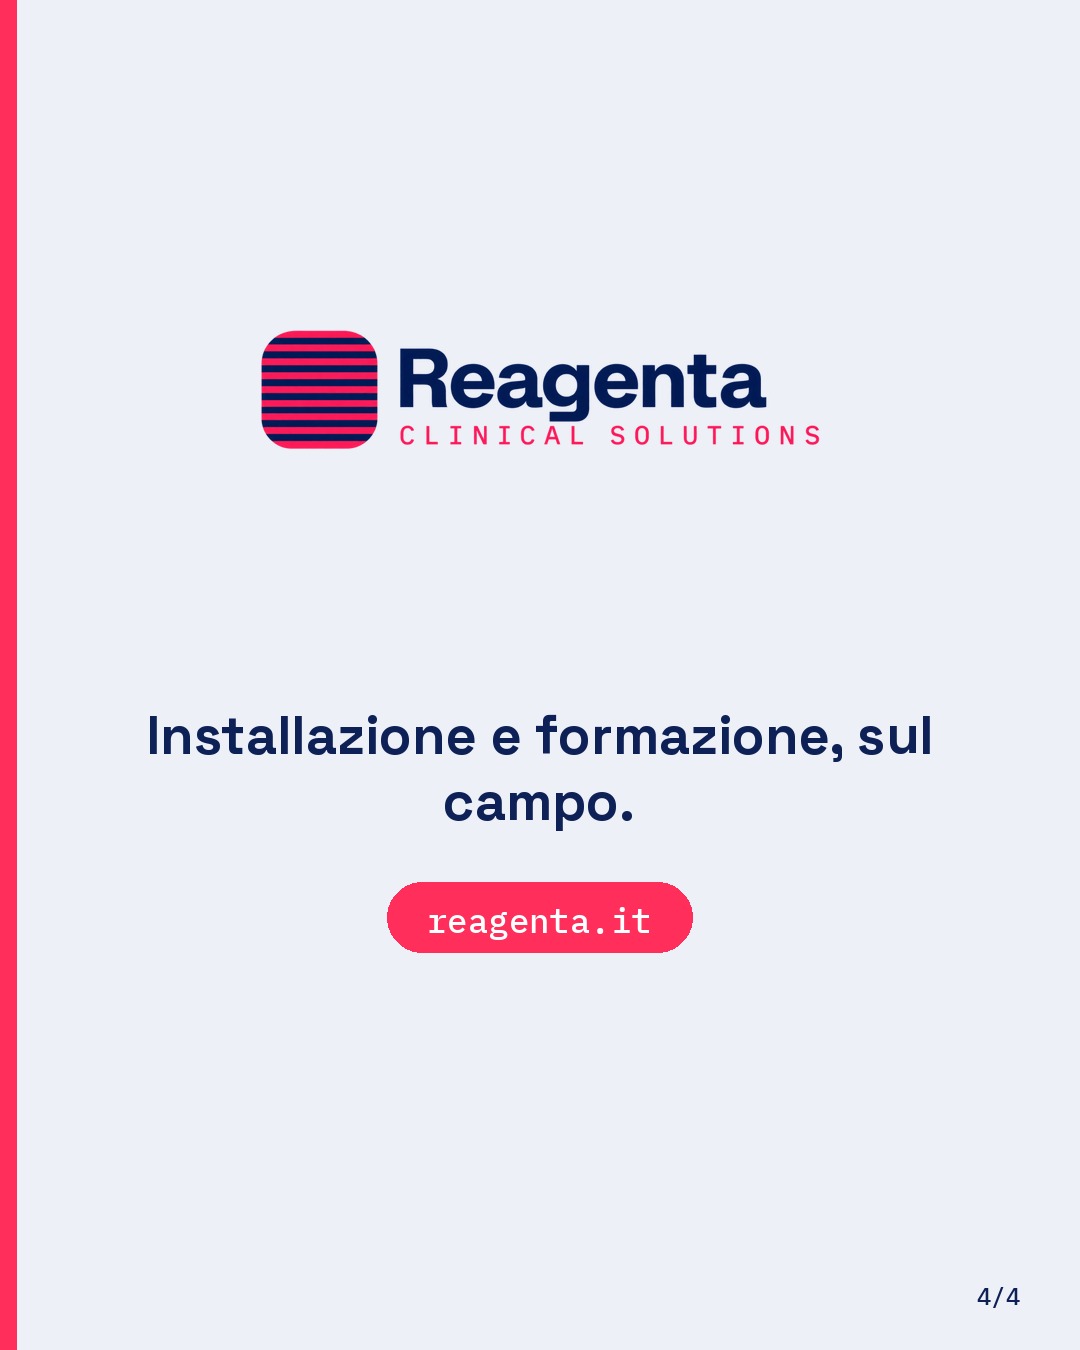 Reagenta
CLINICAL SOLUTIONS
Installazione e formazione, sul
campo.
reagenta.it
4/4